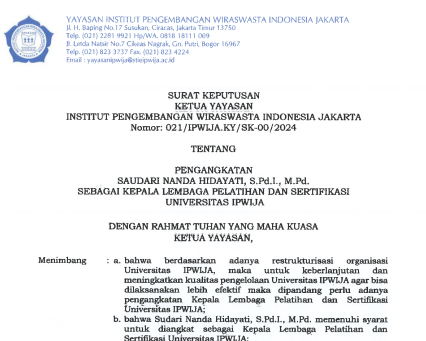 YAYASAN INSTITUT PENGEMBANGAN WIRASWASTA INDONESIA JAKARTA
Jl. H. Baping No.17 Susukan, Ciracas, Jakarta Timur 13750
Telp. (021) 2281 9921 Hp/WA. 0818 18111 009
Jl. Letda Natsir No.7 Cikeas Nagrak, Gn. Putri, Bogor 16967
Telp. (021) 823 3737 Fax. (021) 823 4224
Email : yayasanipwija@stieipwija.ac.id
SURAT KEPUTUSAN
KETUA YAYASAN
INSTITUT PENGEMBANGAN WIRASWASTA INDONESIA JAKARTA
Nomor: 021/IPWIJA.KY/SK-00/2024
TENTANG
PENGANGKATAN
SAUDARI NANDA HIDAYATI, S.Pd.I., M.Pd.
SEBAGAI KEPALA LEMBAGA PELATIHAN DAN SERTIFIKASI
UNIVERSITAS IPWIJA
DENGAN RAHMAT TUHAN YANG MAHA KUASA
KETUA YAYASAN,
Menimbang : a. bahwa berdasarkan adanya restrukturisasi organisasi
Universitas IPWIJA, maka untuk keberlanjutan dan
meningkatkan kualitas pengelolaan Universitas IPWIJA agar bisa
dilaksanakan lebih efektif maka dipandang perlu adanya
pengangkatan Kepala Lembaga Pelatihan dan Sertifikasi
Universitas IPWIJA;
b. bahwa Sudari Nanda Hidayati, S.Pd.I., M.Pd. memenuhi syarat
untuk diangkat sebagai Kepala Lembaga Pelatihan dan
Sertifikasi Universitas IPWIJA;